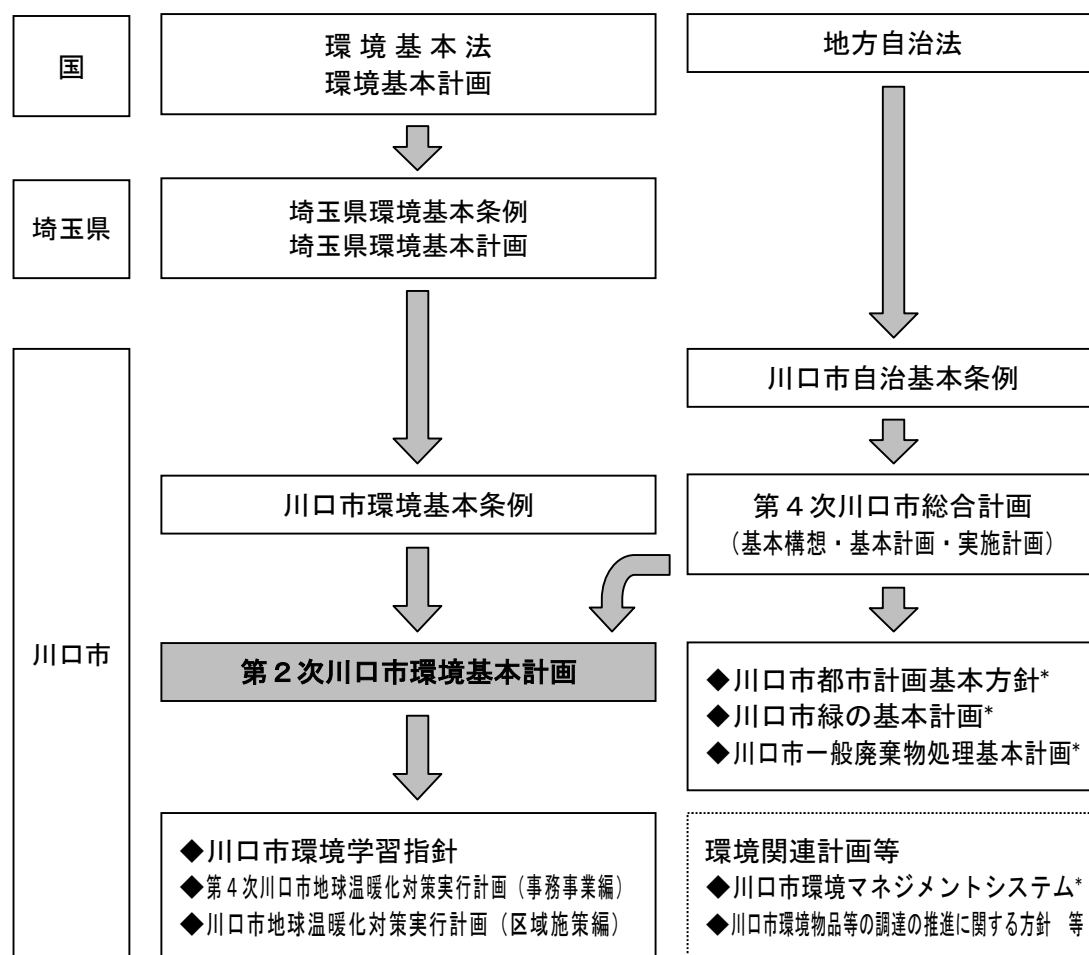 国
環 境 基 本 法
環境基本計画
地方自治法
埼玉県
埼玉県環境基本条例
埼玉県環境基本計画
川口市
川口市自治基本条例
川口市環境基本条例
第４次川口市総合計画
（基本構想・基本計画・実施計画）
第２次川口市環境基本計画
◆川口市都市計画基本方針*
◆川口市緑の基本計画*
◆川口市一般廃棄物処理基本計画*
◆川口市環境学習指針
◆第４次川口市地球温暖化対策実行計画（事務事業編）
◆川口市地球温暖化対策実行計画（区域施策編）
環境関連計画等
◆川口市環境マネジメントシステム*
◆川口市環境物品等の調達の推進に関する方針　等